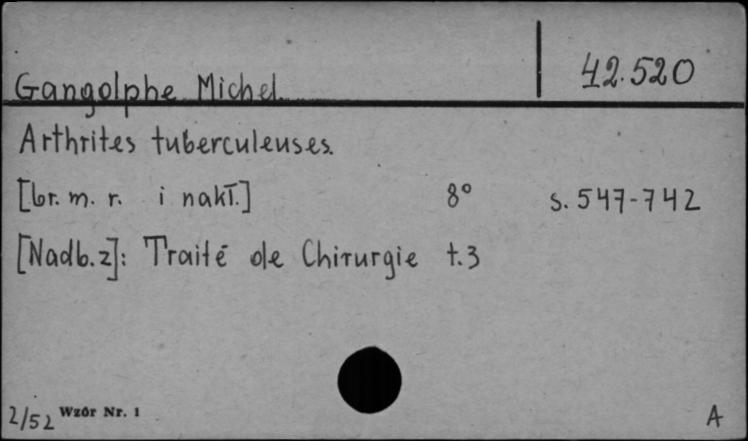 42.520
Gangolphe Michel.
Arthrites tuberculeuses.
[br. m. r. i nakł.] 8° s. 547-742
[Nadb. z]: Traité de Chirurgie t. 3
2/52 Wzór Nr. 1 A